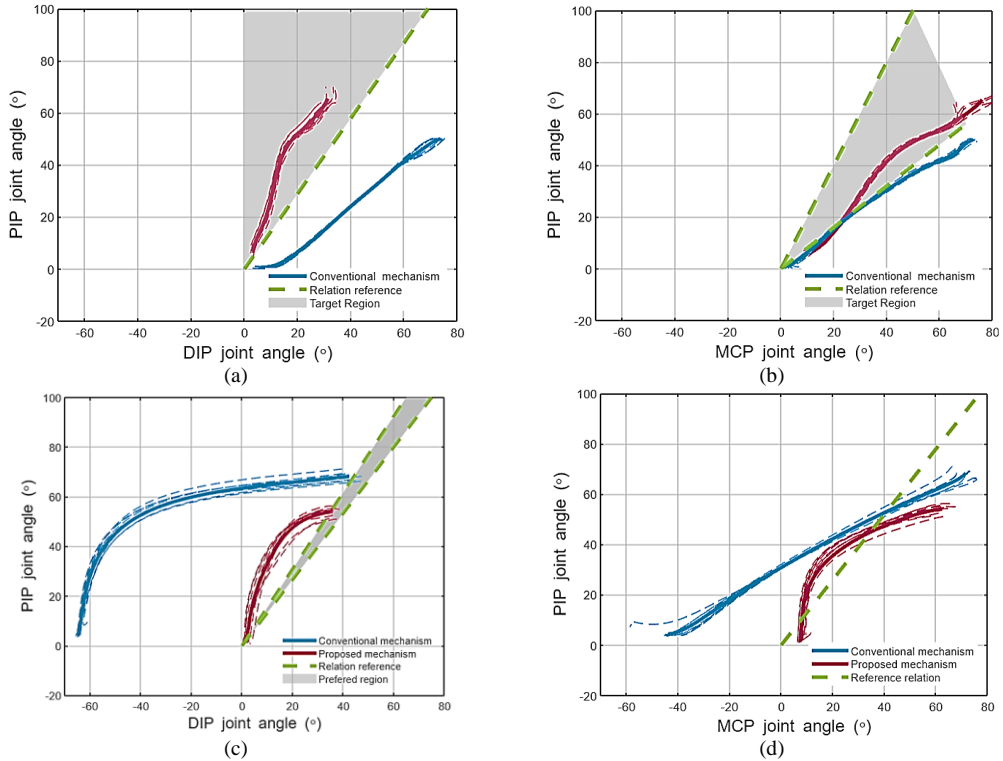 100
80
60
40
20
0
-20
-60 -40 -20 0 20 40 60 80
PIP joint angle (°)
DIP joint angle (°)
Conventional mechanism
Relation reference
Target Region
(a)
100
80
60
40
20
0
-20
-60 -40 -20 0 20 40 60 80
PIP joint angle (°)
MCP joint angle (°)
Conventional mechanism
Relation reference
Target Region
(b)
100
80
60
40
20
0
-20
-60 -40 -20 0 20 40 60 80
PIP joint angle (°)
DIP joint angle (°)
Conventional mechanism
Proposed mechanism
Relation reference
Prefered region
(c)
100
80
60
40
20
0
-20
-60 -40 -20 0 20 40 60 80
PIP joint angle (°)
MCP joint angle (°)
Conventional mechanism
Proposed mechanism
Reference relation
(d)